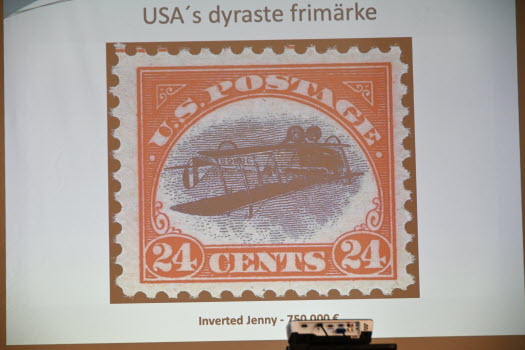 USA´s dyraste frimärke
U.S. POSTAGE
24 CENTS 24
Inverted Jenny - 750 000 €